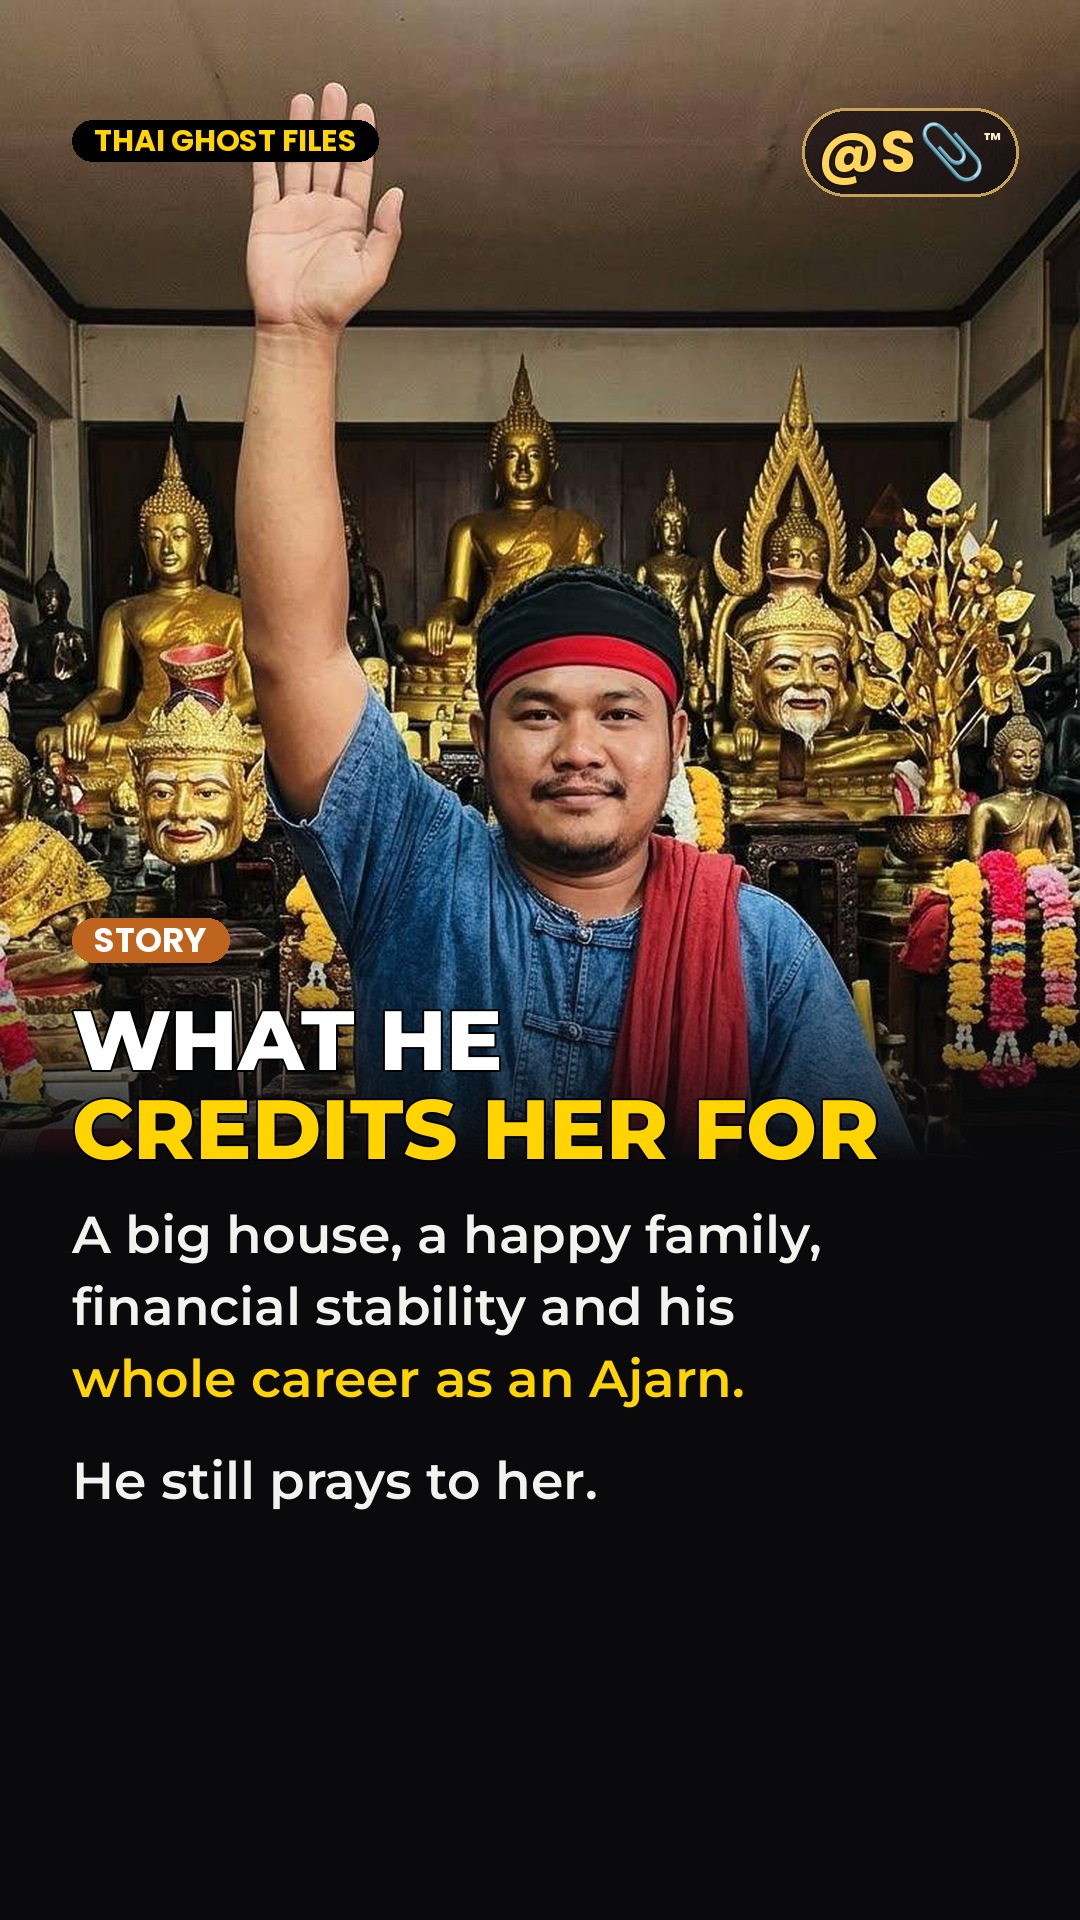 THAI GHOST FILES
@S📎™
STORY
WHAT HE
CREDITS HER FOR
A big house, a happy family,
financial stability and his
whole career as an Ajarn.
He still prays to her.